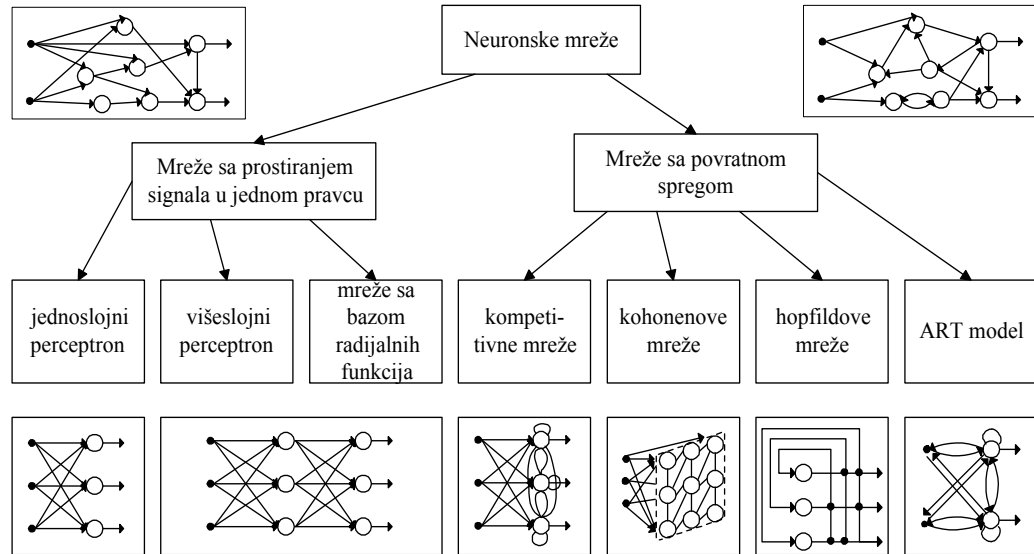 Neuronske mreže
Mreže sa prostiranjem
signala u jednom pravcu
Mreže sa povratnom
spregom
jednoslojni
perceptron
višeslojni
perceptron
mreže sa
bazom
radijalnih
funkcija
kompeti-
tivne mreže
kohonenove
mreže
hopfildove
mreže
ART model